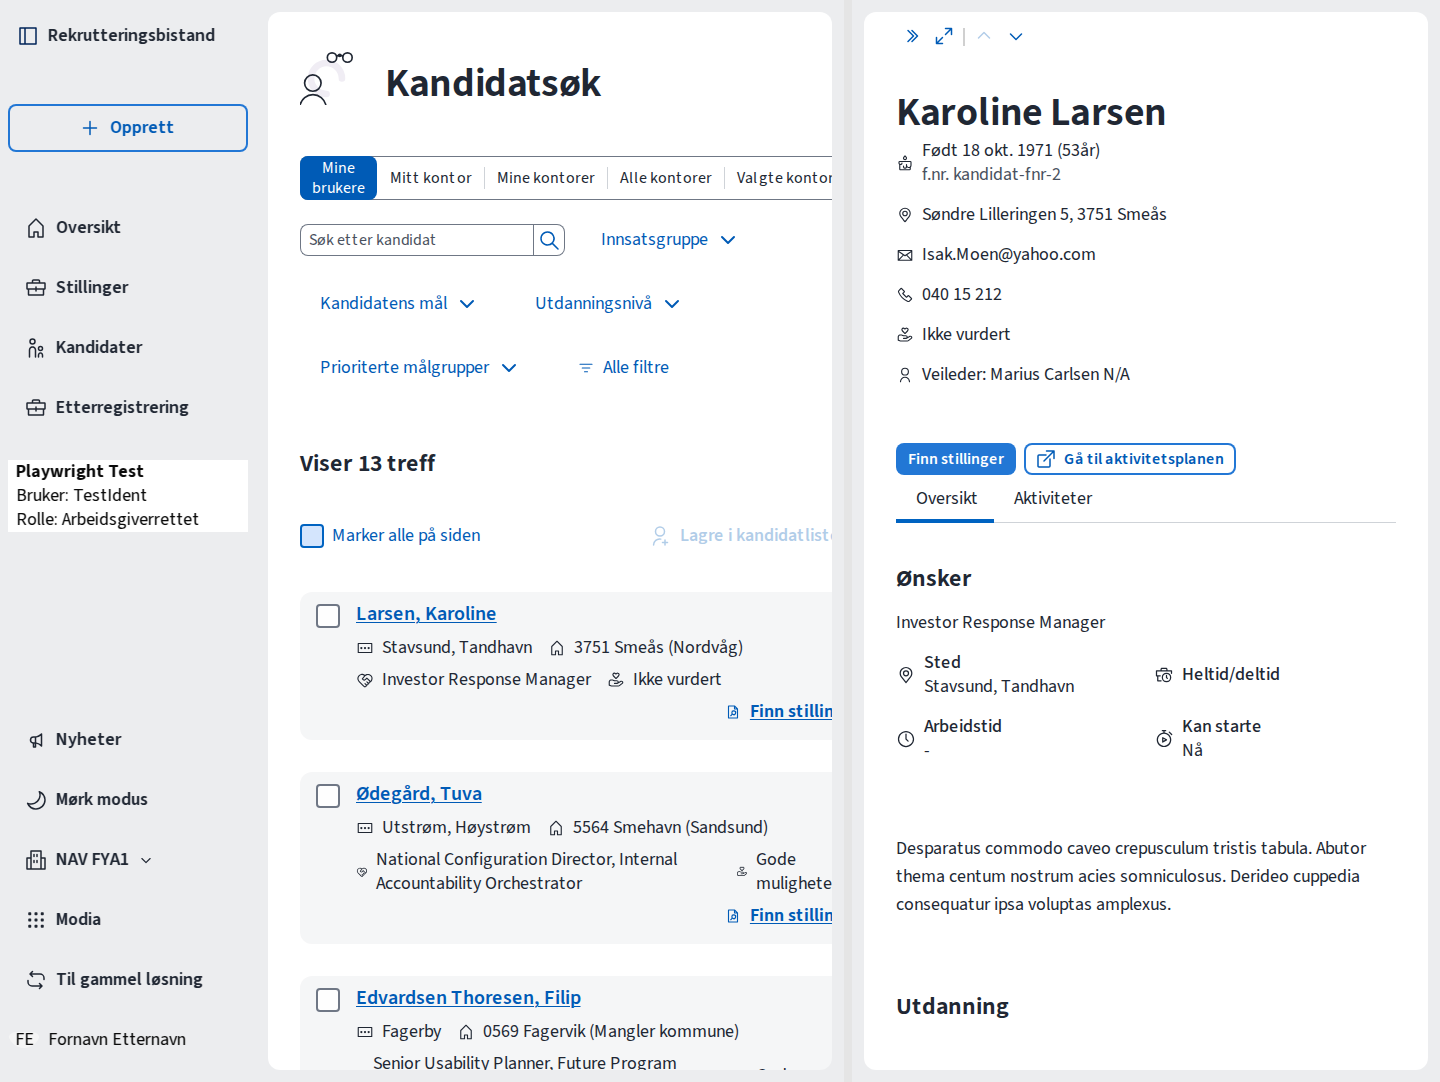 Rekrutteringsbistand
Opprett
Oversikt
Stillinger
Kandidater
Etterregistrering
Playwright Test
Bruker: TestIdent
Rolle: Arbeidsgiverrettet
Nyheter
Mørk modus
NAV FYA1
Modia
Til gammel løsning
FE Fornavn Etternavn
Kandidatsøk
Mine brukere
Mitt kontor
Mine kontorer
Alle kontorer
Valgte kontor
Søk etter kandidat
Innsatsgruppe
Kandidatens mål
Utdanningsnivå
Prioriterte målgrupper
Alle filtre
Viser 13 treff
Marker alle på siden
Lagre i kandidatliste
Larsen, Karoline
Stavsund, Tandhavn
3751 Smeås (Nordvåg)
Investor Response Manager
Ikke vurdert
Finn stillin
Ødegård, Tuva
Utstrøm, Høystrøm
5564 Smehavn (Sandsund)
National Configuration Director, Internal
Accountability Orchestrator
Gode
mulighete
Finn stillin
Edvardsen Thoresen, Filip
Fagerby
0569 Fagervik (Mangler kommune)
Senior Usability Planner, Future Program
Karoline Larsen
Født 18 okt. 1971 (53år)
f.nr. kandidat-fnr-2
Søndre Lilleringen 5, 3751 Smeås
Isak.Moen@yahoo.com
040 15 212
Ikke vurdert
Veileder: Marius Carlsen N/A
Finn stillinger
Gå til aktivitetsplanen
Oversikt
Aktiviteter
Ønsker
Investor Response Manager
Sted
Stavsund, Tandhavn
Heltid/deltid
Arbeidstid
-
Kan starte
Nå
Desparatus commodo caveo crepusculum tristis tabula. Abutor
thema centum nostrum acies somniculosus. Derideo cuppedia
consequatur ipsa voluptas amplexus.
Utdanning